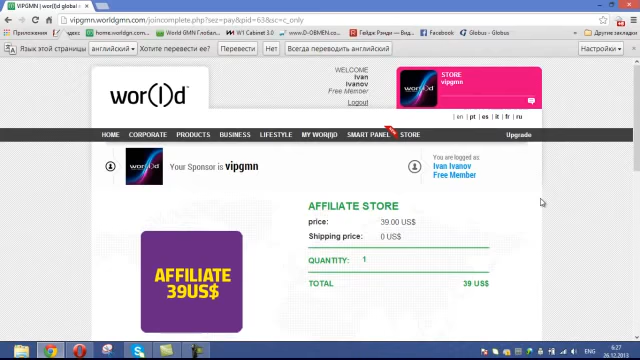 VIPGMN | wor(l)d global n
vipgmn.worldgmn.com/joincomplete.php?sez=pay&pid=63&sc=c_only
Приложения
home.worldgn.com
World GMN Глобал
W1 Cabinet 3.0
www.D-OBMEN.co
Гейдж Рэнди — М
Facebook
Globus - Globus
Другие закладки
Язык этой страницы
английский
Хотите перевести её?
Перевести
Нет
Всегда переводить английский
Настройки
wor(l)d
WELCOME
ivan
ivanov
Free Member
Logout
STORE
vipgmn
| en | pt | es | it | fr | ru
HOME
CORPORATE
PRODUCTS
BUSINESS
LIFESTYLE
MY WOR(l)D
SMART PANEL
STORE
Upgrade
Your Sponsor is vipgmn
You are logged as:
Ivan Ivanov
Free Member
AFFILIATE STORE
price:
39.00 US$
Shipping price:
0 US$
QUANTITY:
1
TOTAL
39 US$
AFFILIATE
39US$
ENG
6:27
26.12.2013